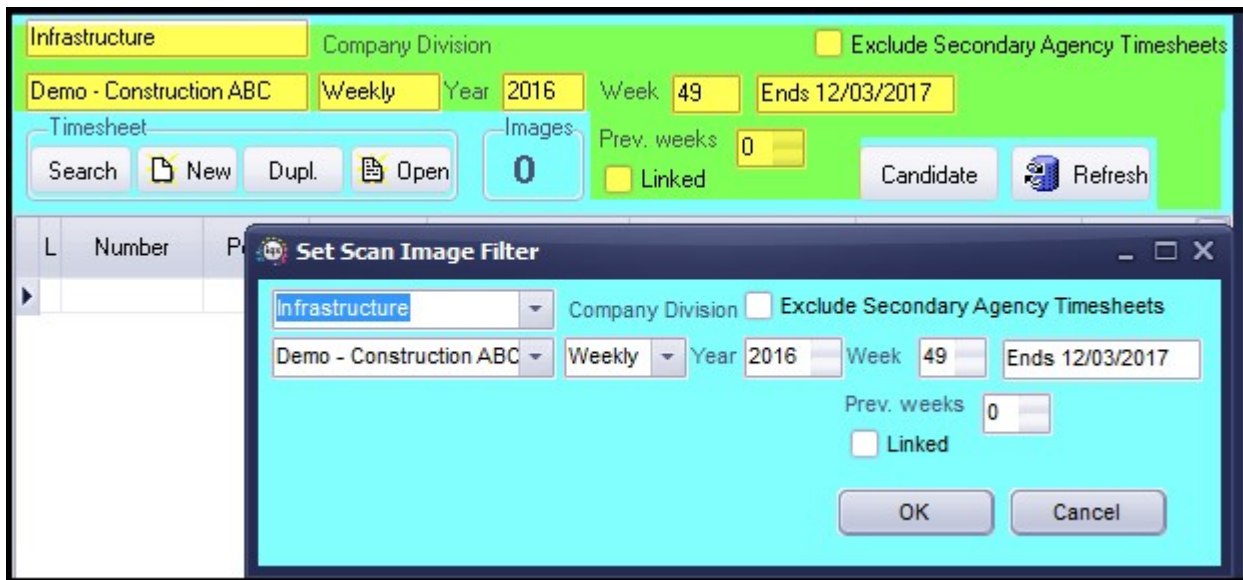 Infrastructure Company Division Exclude Secondary Agency Timesheets
Demo - Construction ABC Weekly Year 2016 Week 49 Ends 12/03/2017
Timesheet Images Prev. weeks 0
Search New Dupl. Open 0 Linked Candidate Refresh
L Number
Set Scan Image Filter
Infrastructure Company Division Exclude Secondary Agency Timesheets
Demo - Construction ABC Weekly Year 2016 Week 49 Ends 12/03/2017
Prev. weeks 0
Linked
OK Cancel